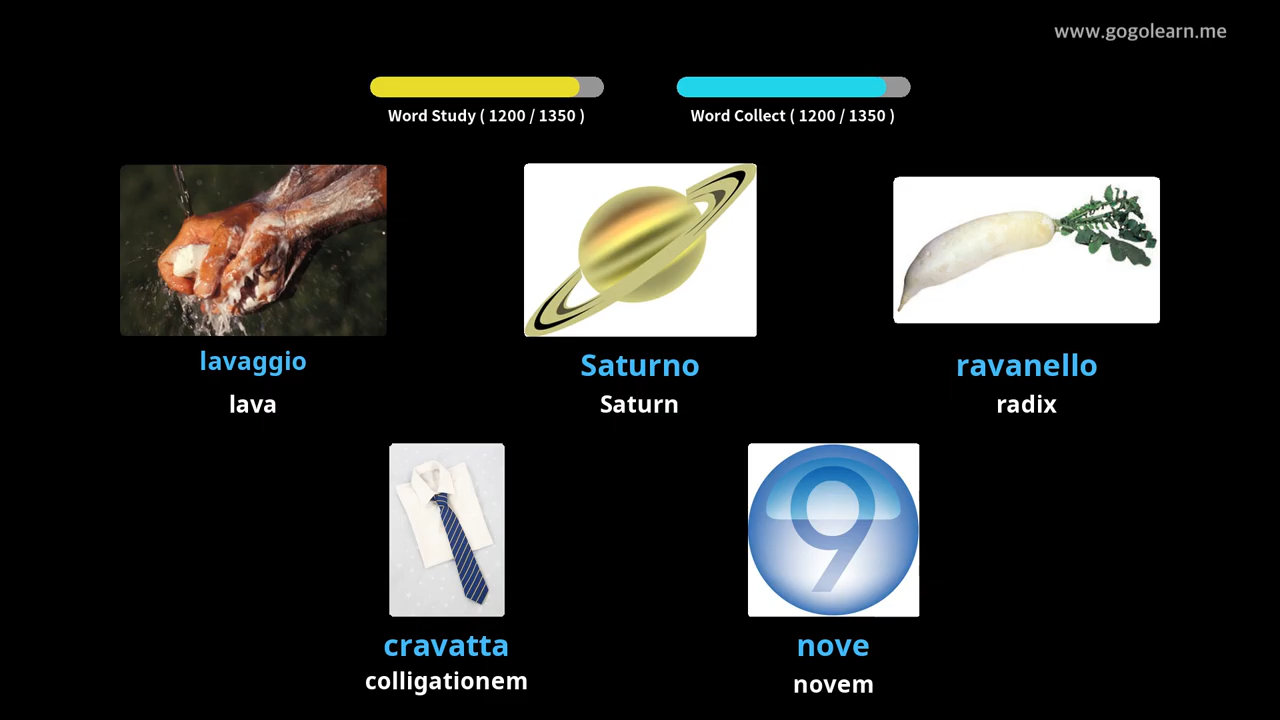 www.gogolearn.me
Word Study ( 1200 / 1350 )
Word Collect ( 1200 / 1350 )
lavaggio
lava
Saturno
Saturn
ravanello
radix
cravatta
colligationem
9
nove
novem